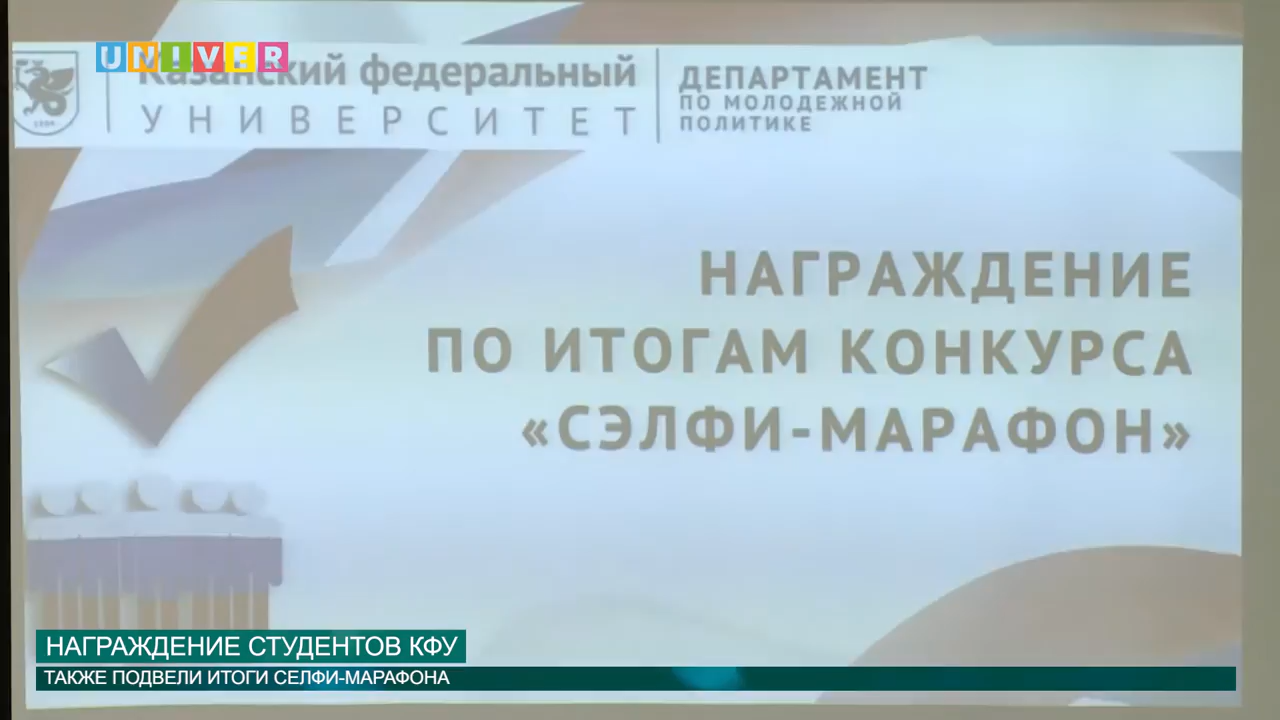 UNIVER
Казанский федеральный
УНИВЕРСИТЕТ
ДЕПАРТАМЕНТ
ПО МОЛОДЕЖНОЙ
ПОЛИТИКЕ
НАГРАЖДЕНИЕ
ПО ИТОГАМ КОНКУРСА
«СЭЛФИ-МАРАФОН»
НАГРАЖДЕНИЕ СТУДЕНТОВ КФУ
ТАКЖЕ ПОДВЕЛИ ИТОГИ СЕЛФИ-МАРАФОНА